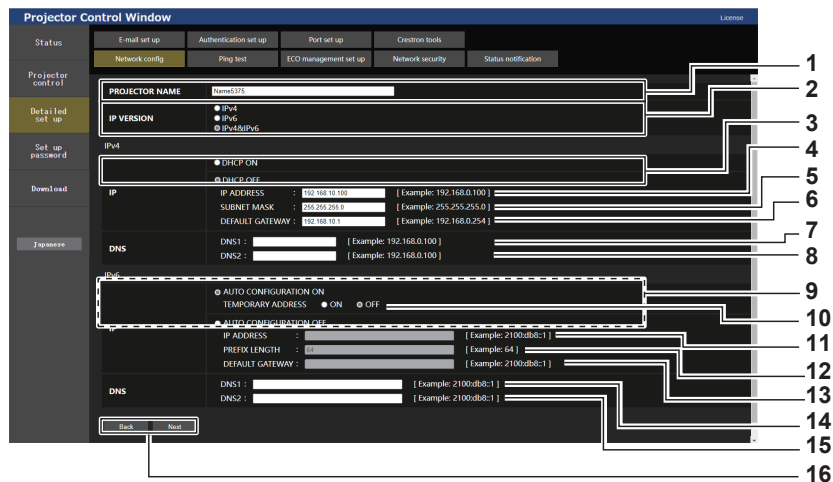 Projector Control Window
License
Status
Projector
control
Detailed
set up
Set up
password
Download
Japanese
E-mail set up
Authentication set up
Port set up
Crestron tools
Network config
Ping test
ECO management set up
Network security
Status notification
PROJECTOR NAME
Name5375
IP VERSION
IPv4
IPv6
IPv4&IPv6
IPv4
IP
DHCP ON
DHCP OFF
IP ADDRESS : 192.168.10.100 [ Example: 192.168.0.100 ]
SUBNET MASK : 255.255.255.0 [ Example: 255.255.255.0 ]
DEFAULT GATEWAY : 192.168.10.1 [ Example: 192.168.0.254 ]
DNS
DNS1 : [ Example: 192.168.0.100 ]
DNS2 : [ Example: 192.168.0.100 ]
IPv6
IP
AUTO CONFIGURATION ON
TEMPORARY ADDRESS ON OFF
AUTO CONFIGURATION OFF
IP ADDRESS : [ Example: 2100:db8::1 ]
PREFIX LENGTH : 64 [ Example: 64 ]
DEFAULT GATEWAY : [ Example: 2100:db8::1 ]
DNS
DNS1 : [ Example: 2100:db8::1 ]
DNS2 : [ Example: 2100:db8::1 ]
Back Next
1
2
3
4
5
6
7
8
9
10
11
12
13
14
15
16